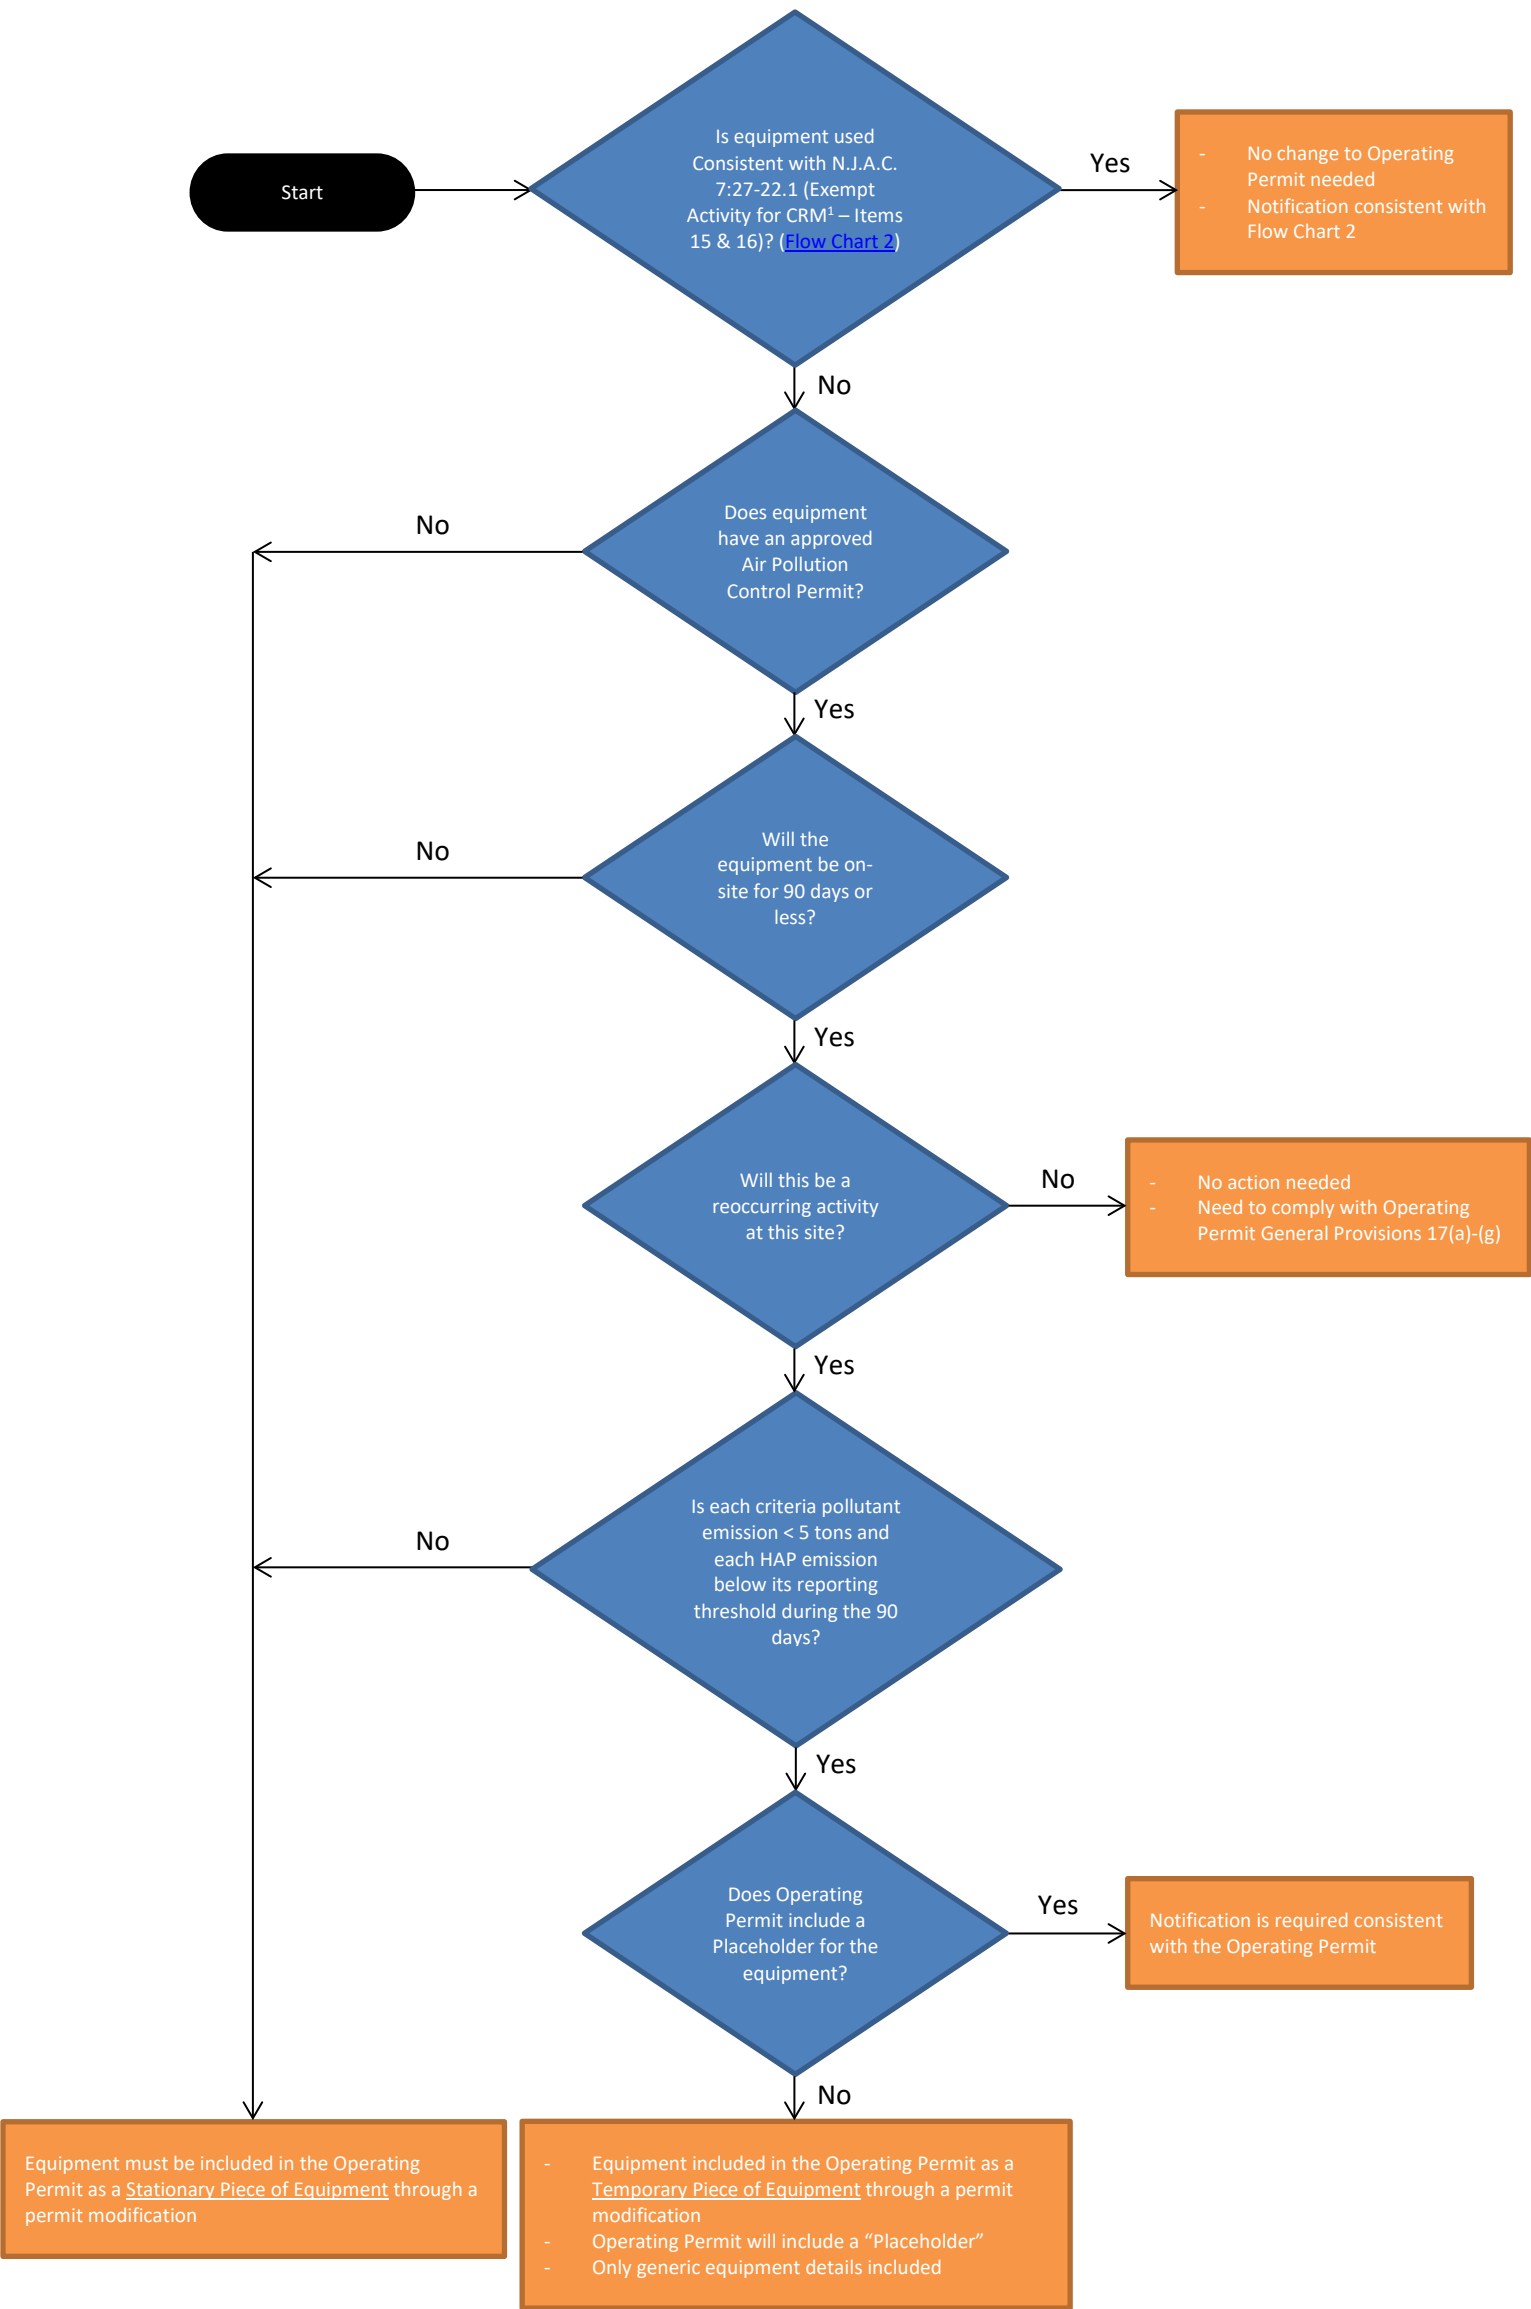 Start
Is equipment used
Consistent with N.J.A.C.
7:27-22.1 (Exempt
Activity for CRM¹ – Items
15 & 16)? (Flow Chart 2)
Yes
- No change to Operating
Permit needed
- Notification consistent with
Flow Chart 2
No
Does equipment
have an approved
Air Pollution
Control Permit?
No
Yes
Will the
equipment be on-
site for 90 days or
less?
No
Yes
Will this be a
reoccurring activity
at this site?
No
- No action needed
- Need to comply with Operating
Permit General Provisions 17(a)-(g)
Yes
Is each criteria pollutant
emission < 5 tons and
each HAP emission
below its reporting
threshold during the 90
days?
No
Yes
Does Operating
Permit include a
Placeholder for the
equipment?
Yes
Notification is required consistent
with the Operating Permit
No
Equipment must be included in the Operating
Permit as a Stationary Piece of Equipment through a
permit modification
- Equipment included in the Operating Permit as a
Temporary Piece of Equipment through a permit
modification
- Operating Permit will include a “Placeholder”
- Only generic equipment details included